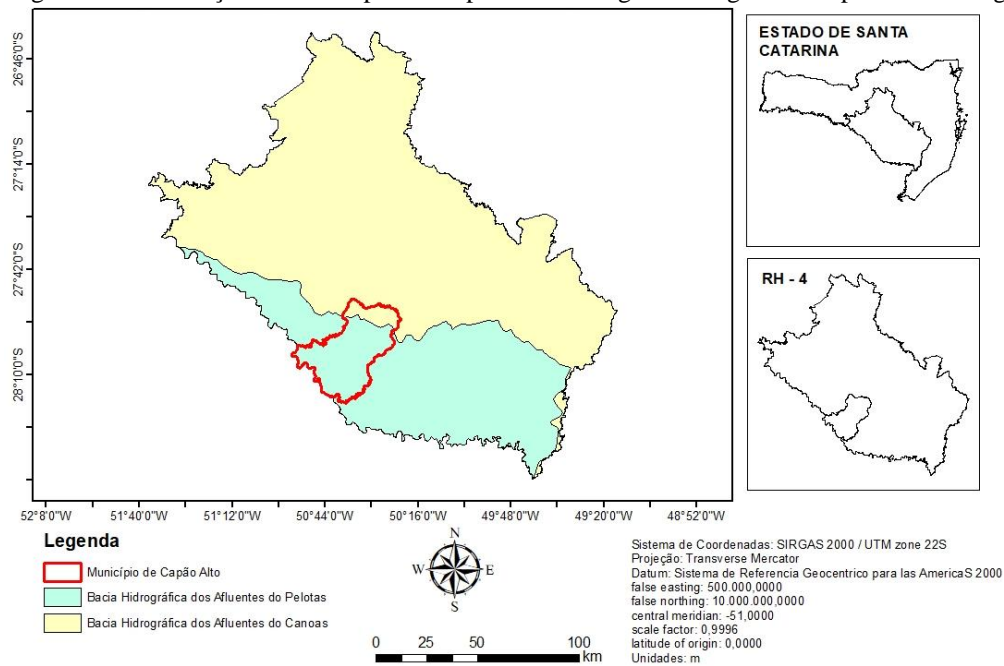 ESTADO DE SANTA
CATARINA
RH - 4
26°46'0"S
27°14'0"S
27°42'0"S
28°10'0"S
52°8'0"W 51°40'0"W 51°12'0"W 50°44'0"W 50°16'0"W 49°48'0"W 49°20'0"W 48°52'0"W
Legenda
Município de Capão Alto
Bacia Hidrográfica dos Afluentes do Pelotas
Bacia Hidrográfica dos Afluentes do Canoas
N
W E
S
0 25 50 100
km
Sistema de Coordenadas: SIRGAS 2000 / UTM zone 22S
Projeção: Transverse Mercator
Datum: Sistema de Referencia Geocentrico para las AmericaS 2000
false easting: 500.000,0000
false northing: 10.000.000,0000
central meridian: -51,0000
scale factor: 0,9996
latitude of origin: 0,0000
Unidades: m